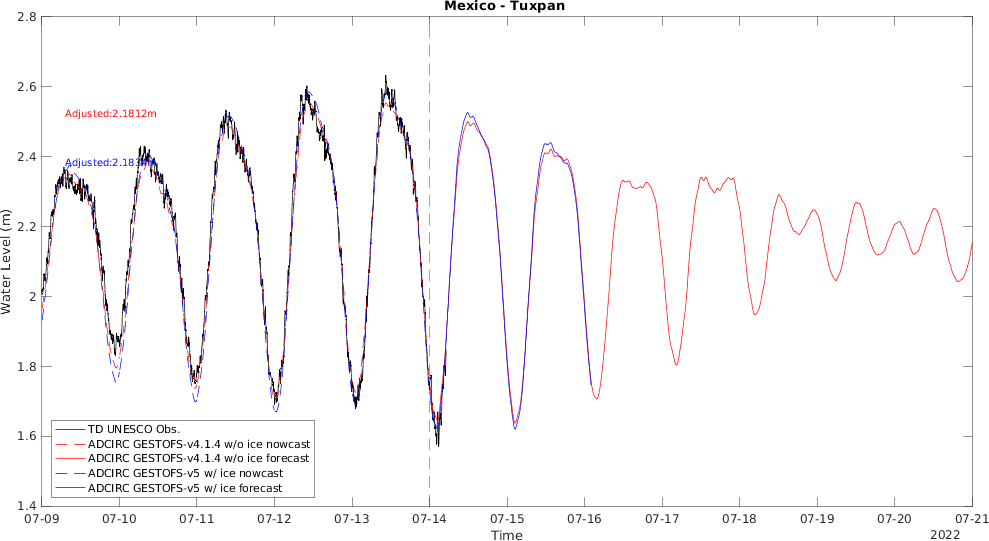 Mexico - Tuxpan
2.8
2.6
2.4
2.2
2
1.8
1.6
1.4
Water Level (m)
Adjusted:2.1812m
TD UNESCO Obs.
ADCIRC GESTOFS-v4.1.4 w/o ice nowcast
ADCIRC GESTOFS-v4.1.4 w/o ice forecast
ADCIRC GESTOFS-v5 w/ ice nowcast
ADCIRC GESTOFS-v5 w/ ice forecast
07-09 07-10 07-11 07-12 07-13 07-14 07-15 07-16 07-17 07-18 07-19 07-20 07-21
Time
2022